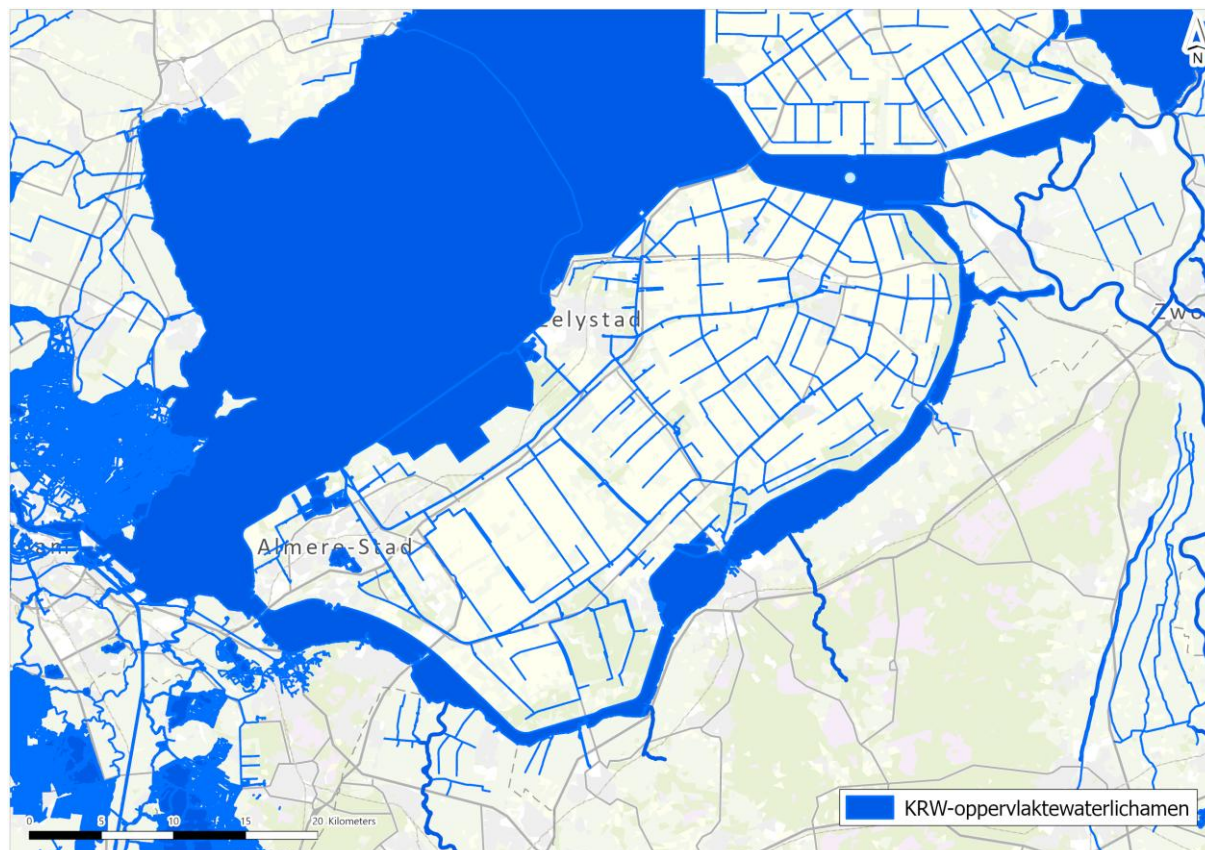 N
elystad
Zwo
Almere-Stad
KRW-oppervlaktewaterlichamen
0 5 10 15 20 Kilometers